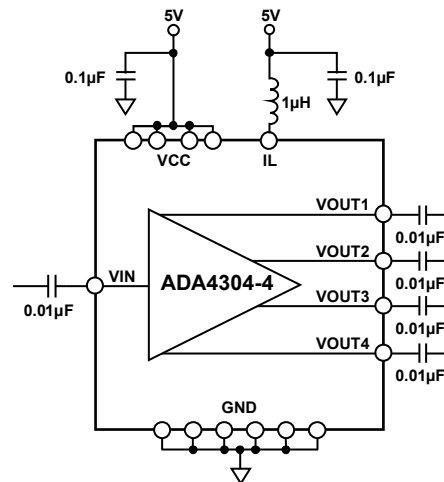 5V
5V
0.1μF
0.1μF
1μH
VCC
IL
VOUT1
0.01μF
VOUT2
0.01μF
VIN
ADA4304-4
VOUT3
0.01μF
0.01μF
VOUT4
0.01μF
GND